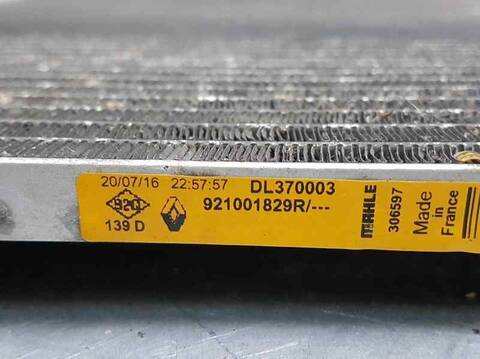 20/07/16 22:57:57 DL370003
921001829R/---
139 D
MAHLE
306597
Made in
France